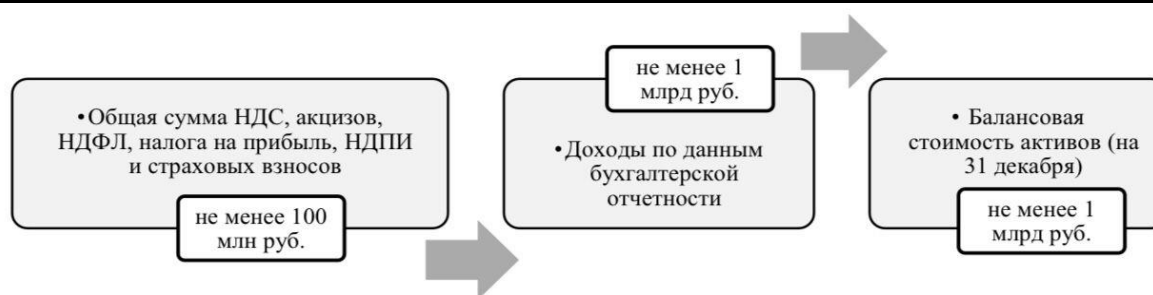 •Общая сумма НДС, акцизов,
НДФЛ, налога на прибыль, НДПИ
и страховых взносов
не менее 100
млн руб.
не менее 1
млрд руб.
•Доходы по данным
бухгалтерской
отчетности
• Балансовая
стоимость активов (на
31 декабря)
не менее 1
млрд руб.